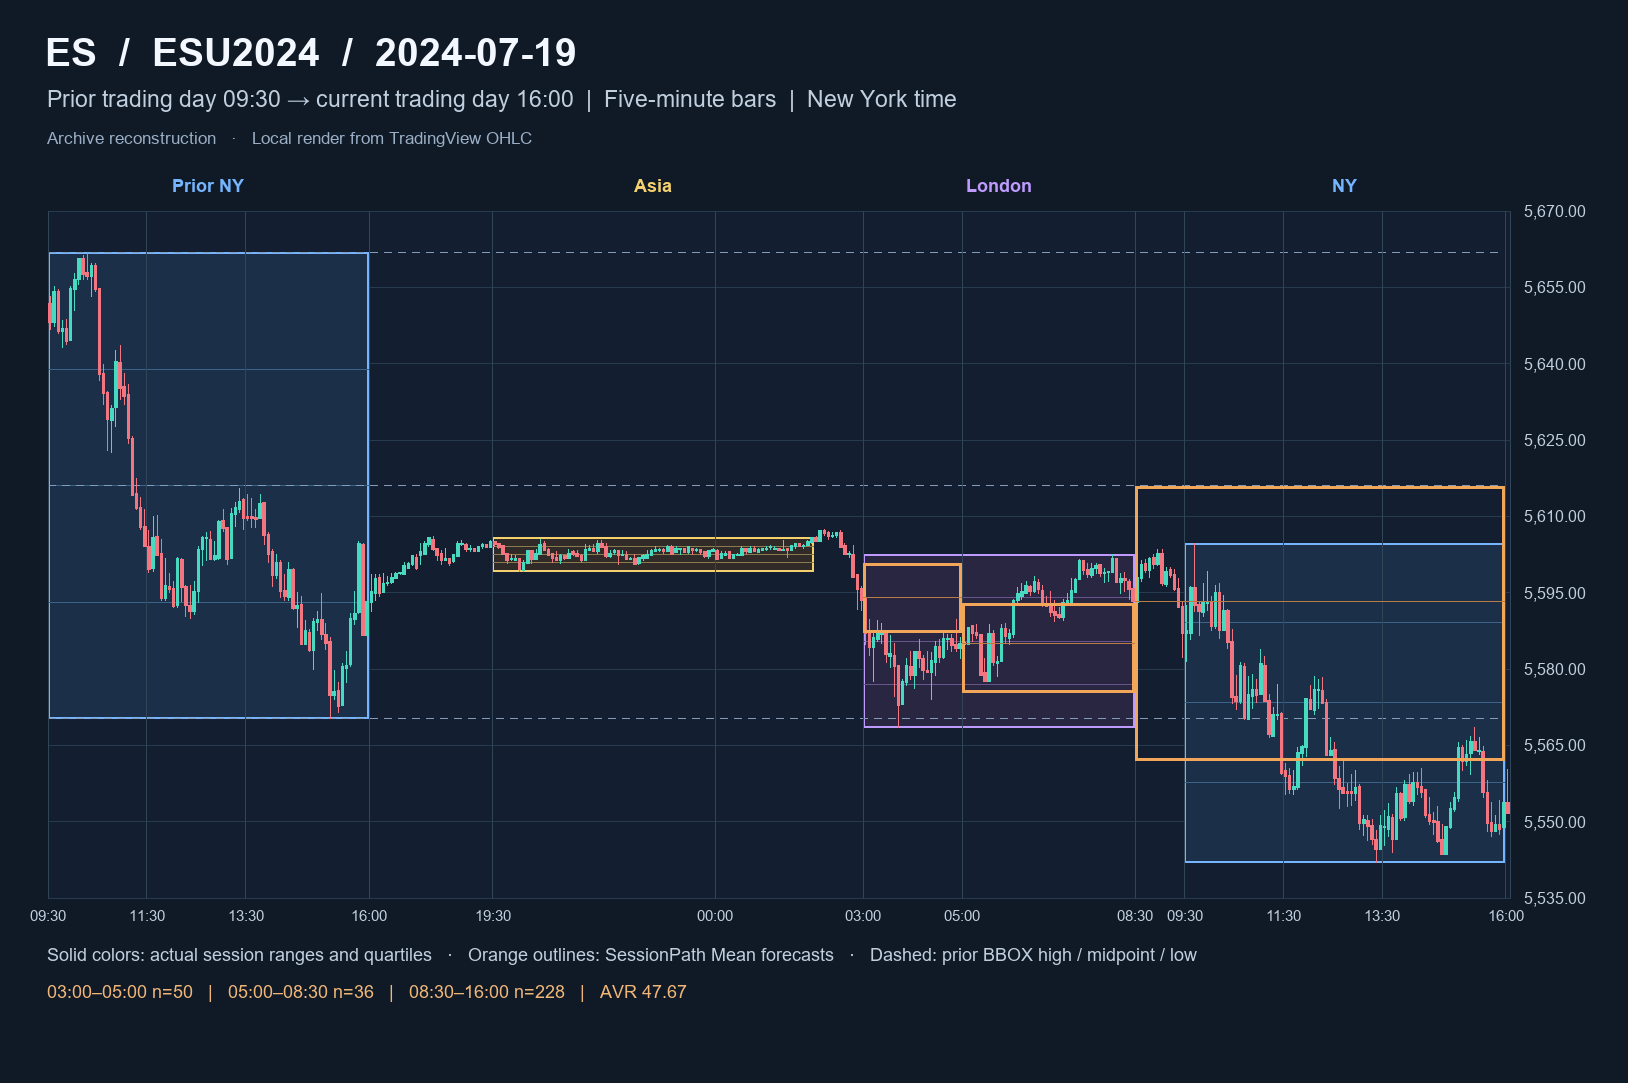 ES / ESU2024 / 2024-07-19
Prior trading day 09:30 → current trading day 16:00 | Five-minute bars | New York time
Archive reconstruction · Local render from TradingView OHLC
Prior NY Asia London NY
5,670.00
5,655.00
5,640.00
5,625.00
5,610.00
5,595.00
5,580.00
5,565.00
5,550.00
5,535.00
09:30 11:30 13:30 16:00 19:30 00:00 03:00 05:00 08:30 09:30 11:30 13:30 16:00
Solid colors: actual session ranges and quartiles · Orange outlines: SessionPath Mean forecasts · Dashed: prior BBOX high / midpoint / low
03:00–05:00 n=50 | 05:00–08:30 n=36 | 08:30–16:00 n=228 | AVR 47.67